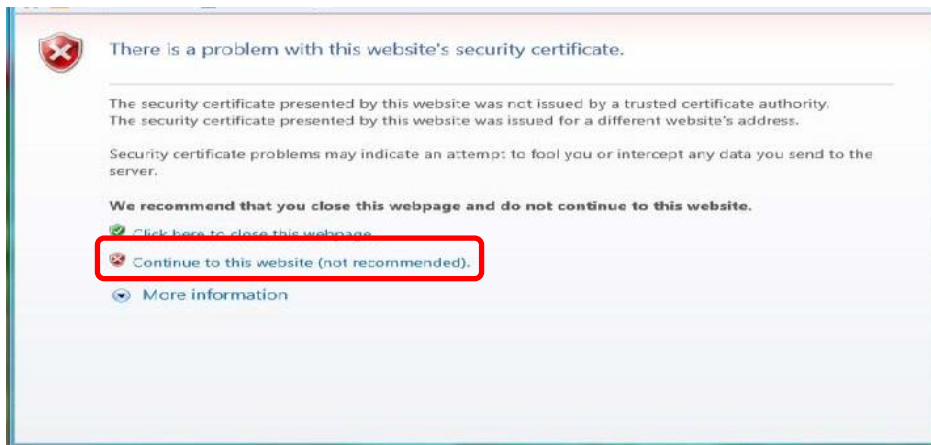 There is a problem with this website's security certificate.
The security certificate presented by this website was not issued by a trusted certificate authority.
The security certificate presented by this website was issued for a different website's address.
Security certificate problems may indicate an attempt to fool you or intercept any data you send to the
server.
We recommend that you close this webpage and do not continue to this website.
Click here to close this webpage.
Continue to this website (not recommended).
More information